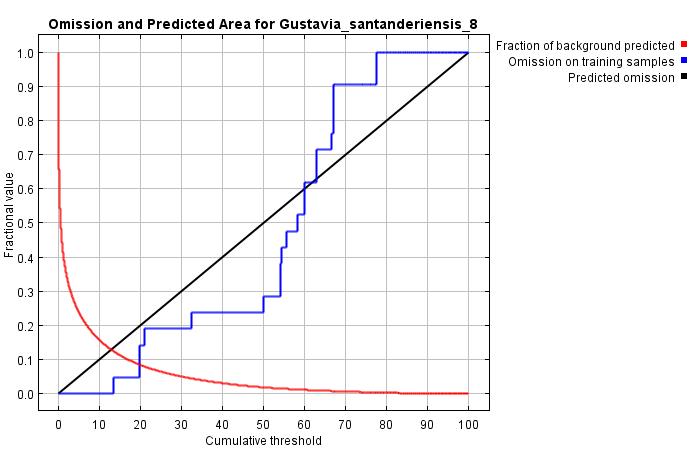 Omission and Predicted Area for Gustavia_santanderiensis_8
Fraction of background predicted
Omission on training samples
Predicted omission
Fractional value
1.0
0.9
0.8
0.7
0.6
0.5
0.4
0.3
0.2
0.1
0.0
0 10 20 30 40 50 60 70 80 90 100
Cumulative threshold